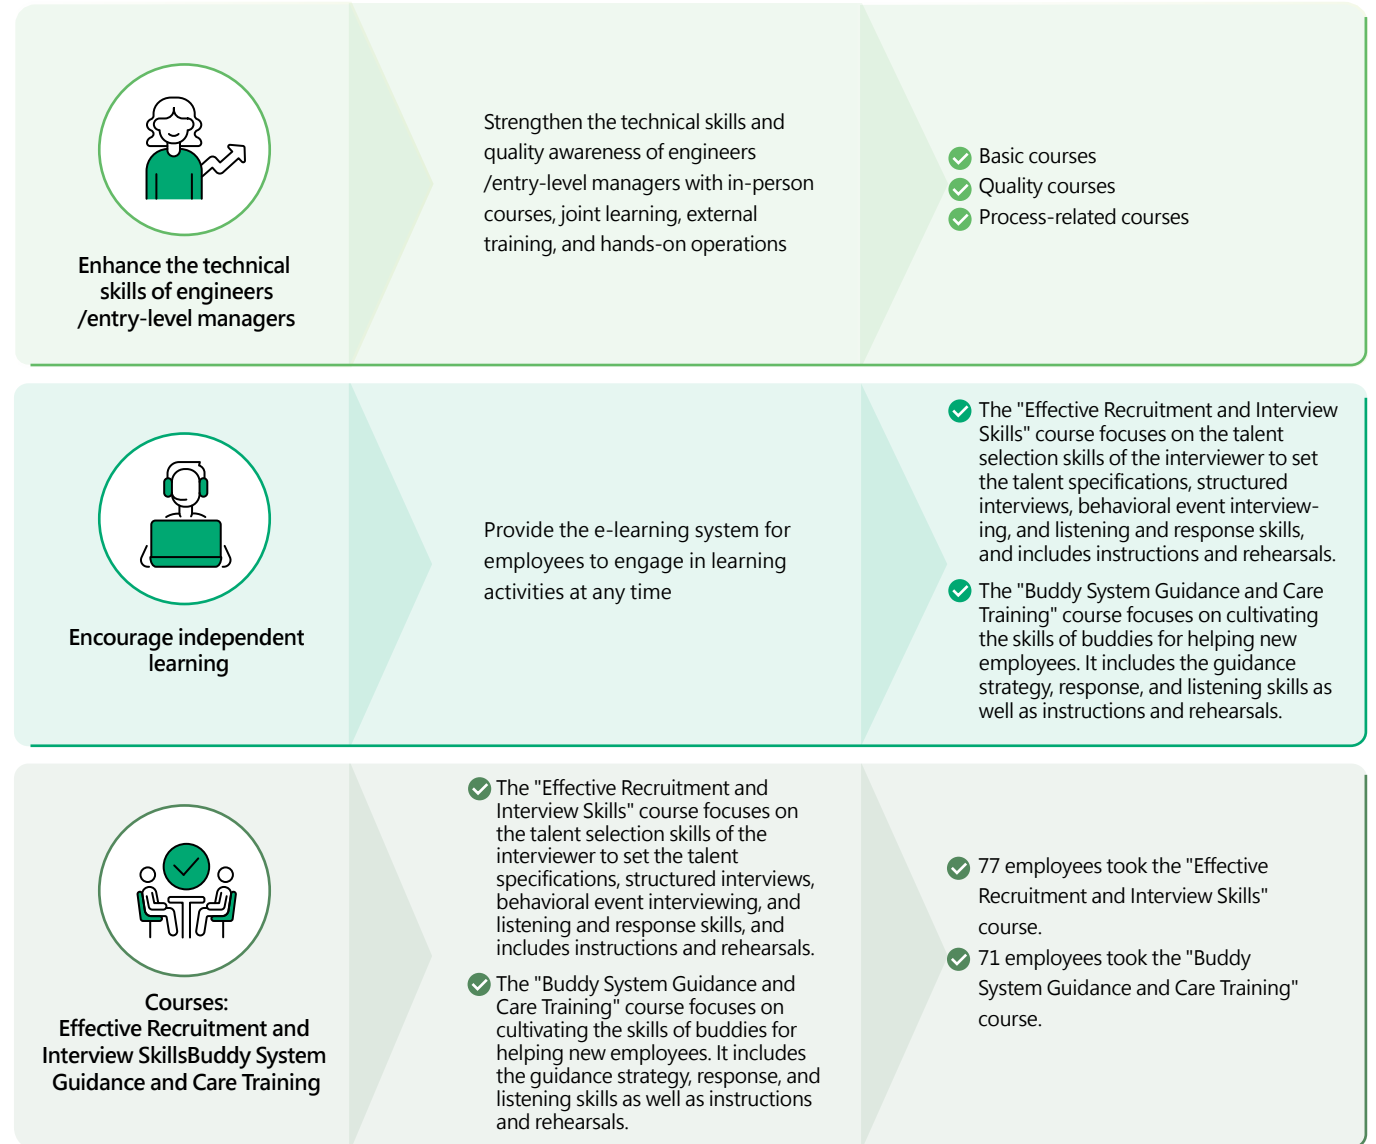 Enhance the technical
skills of engineers
/entry-level managers
Strengthen the technical skills and
quality awareness of engineers
/entry-level managers with in-person
courses, joint learning, external
training, and hands-on operations
Basic courses
Quality courses
Process-related courses
Encourage independent
learning
Provide the e-learning system for
employees to engage in learning
activities at any time
The "Effective Recruitment and Interview
Skills" course focuses on the talent
selection skills of the interviewer to set
the talent specifications, structured
interviews, behavioral event interview-
ing, and listening and response skills,
and includes instructions and rehearsals.
The "Buddy System Guidance and Care
Training" course focuses on cultivating
the skills of buddies for helping new
employees. It includes the guidance
strategy, response, and listening skills as
well as instructions and rehearsals.
Courses:
Effective Recruitment and
Interview SkillsBuddy System
Guidance and Care Training
The "Effective Recruitment and
Interview Skills" course focuses on
the talent selection skills of the
interviewer to set the talent
specifications, structured interviews,
behavioral event interviewing, and
listening and response skills, and
includes instructions and rehearsals.
The "Buddy System Guidance and
Care Training" course focuses on
cultivating the skills of buddies for
helping new employees. It includes
the guidance strategy, response, and
listening skills as well as instructions
and rehearsals.
77 employees took the "Effective
Recruitment and Interview Skills"
course.
71 employees took the "Buddy
System Guidance and Care Training"
course.